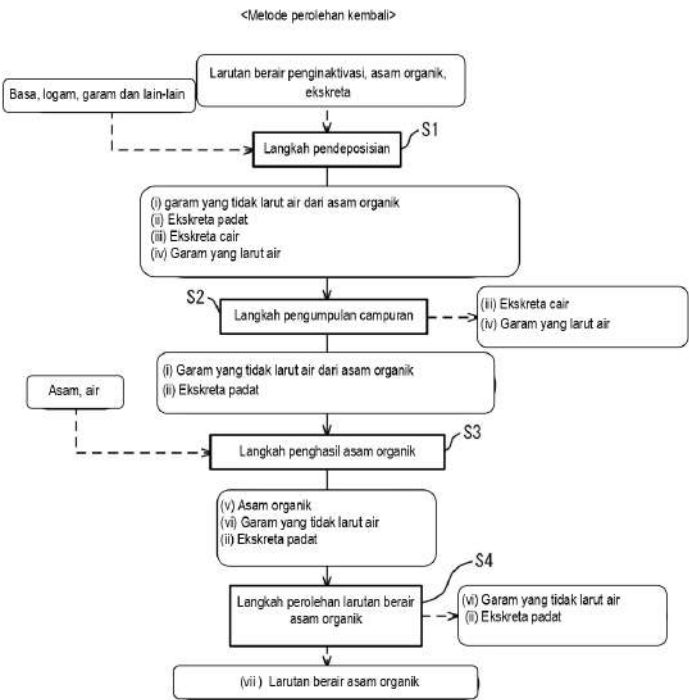 <Metode perolehan kembali>
Larutan berair penginaktivasi, asam organik,
ekskreta
Basa, logam, garam dan lain-lain
S1
Langkah pendeposisian
(i) garam yang tidak larut air dari asam organik
(ii) Ekskreta padat
(iii) Ekskreta cair
(iv) Garam yang larut air
S2
Langkah pengumpulan campuran
(iii) Ekskreta cair
(iv) Garam yang larut air
(i) Garam yang tidak larut air dari asam organik
(ii) Ekskreta padat
Asam, air
S3
Langkah penghasil asam organik
(v) Asam organik
(vi) Garam yang tidak larut air
(ii) Ekskreta padat
S4
Langkah perolehan larutan berair
asam organik
(vi) Garam yang tidak larut air
(ii) Ekskreta padat
(vii ) Larutan berair asam organik